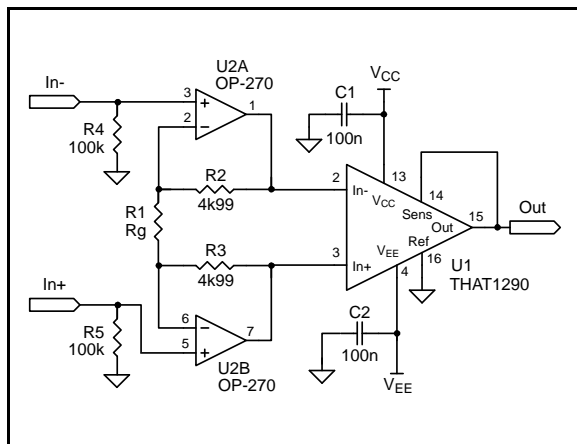 U2A
OP-270
In-
3
2
1
R4
100k
R2
4k99
R1
Rg
R3
4k99
In+
R5
100k
6
5
7
U2B
OP-270
VCC
C1
100n
13
14
2
In-
VCC
Sens
Out
15
Out
3
In+
VEE
Ref
4
16
U1
THAT1290
C2
100n
VEE